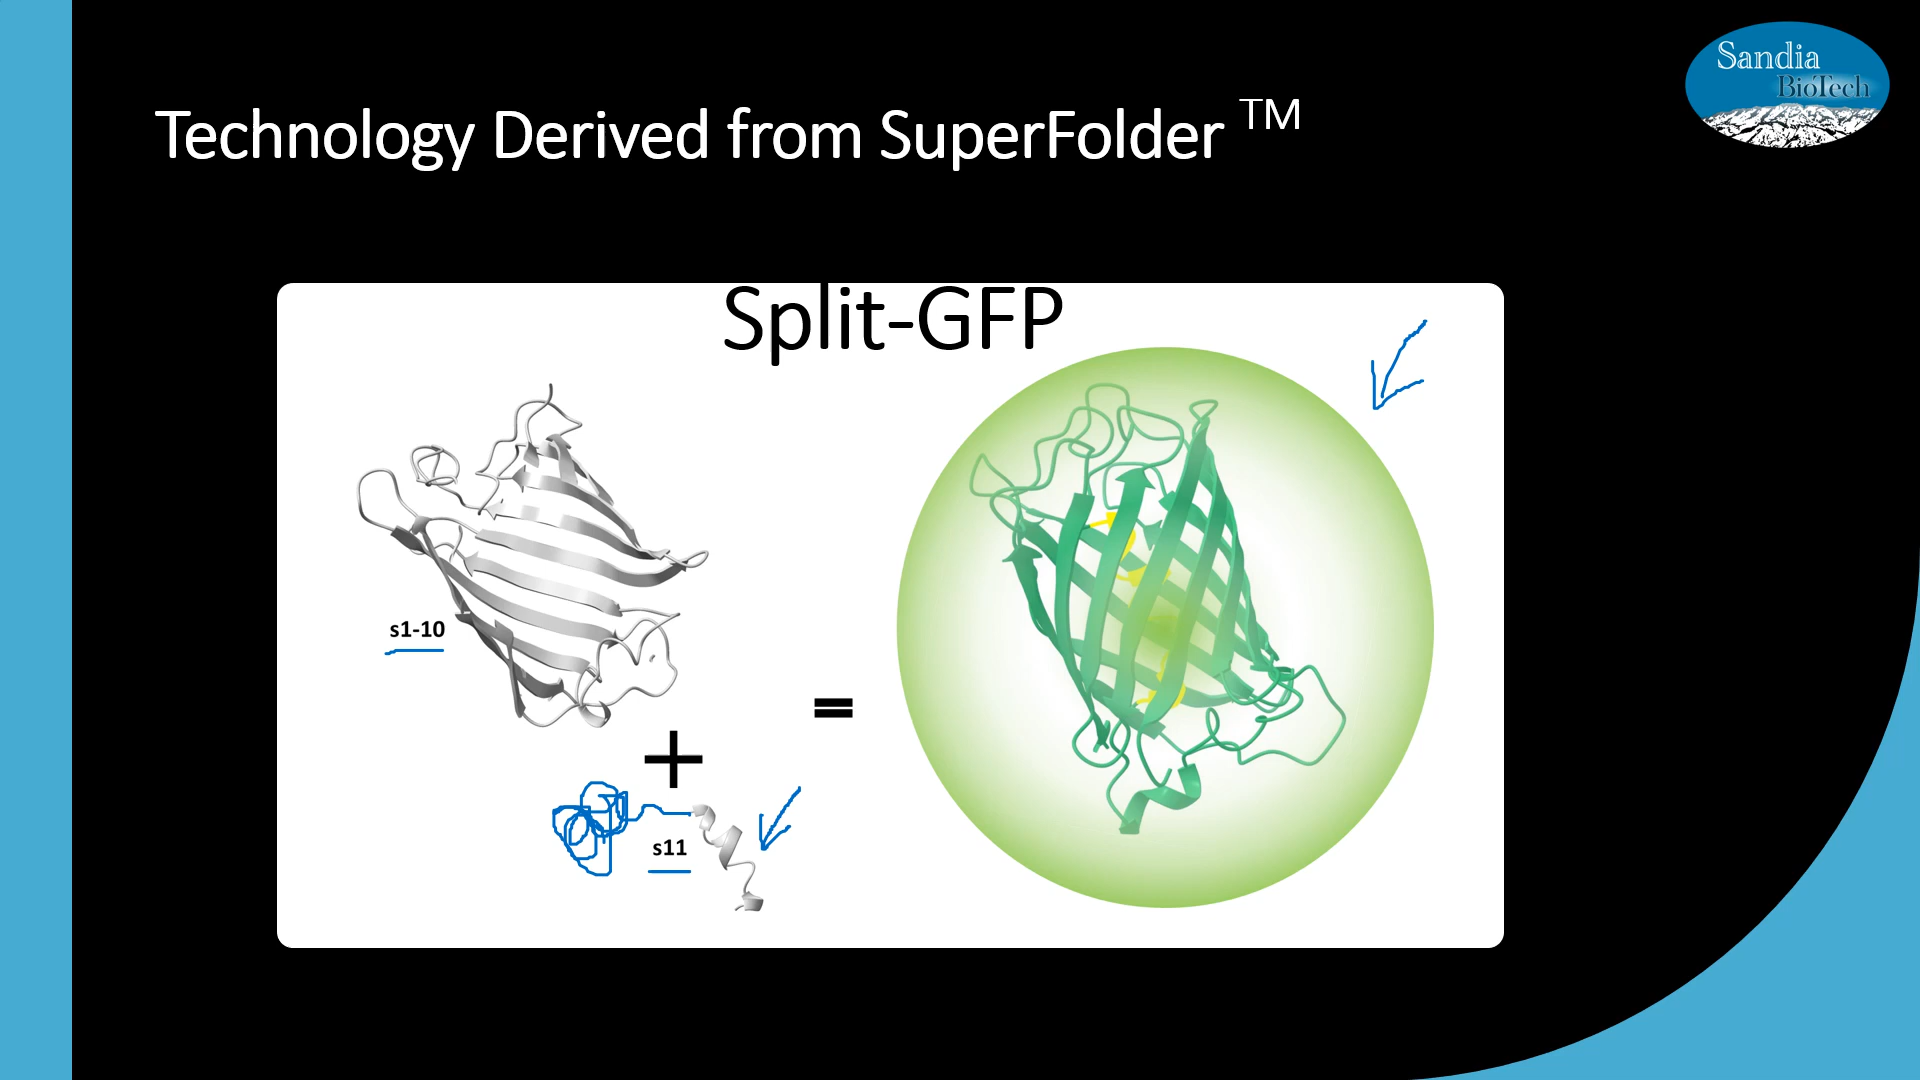 Sandia
BioTech
Technology Derived from SuperFolder TM
Split-GFP
s1-10
+
=
s11